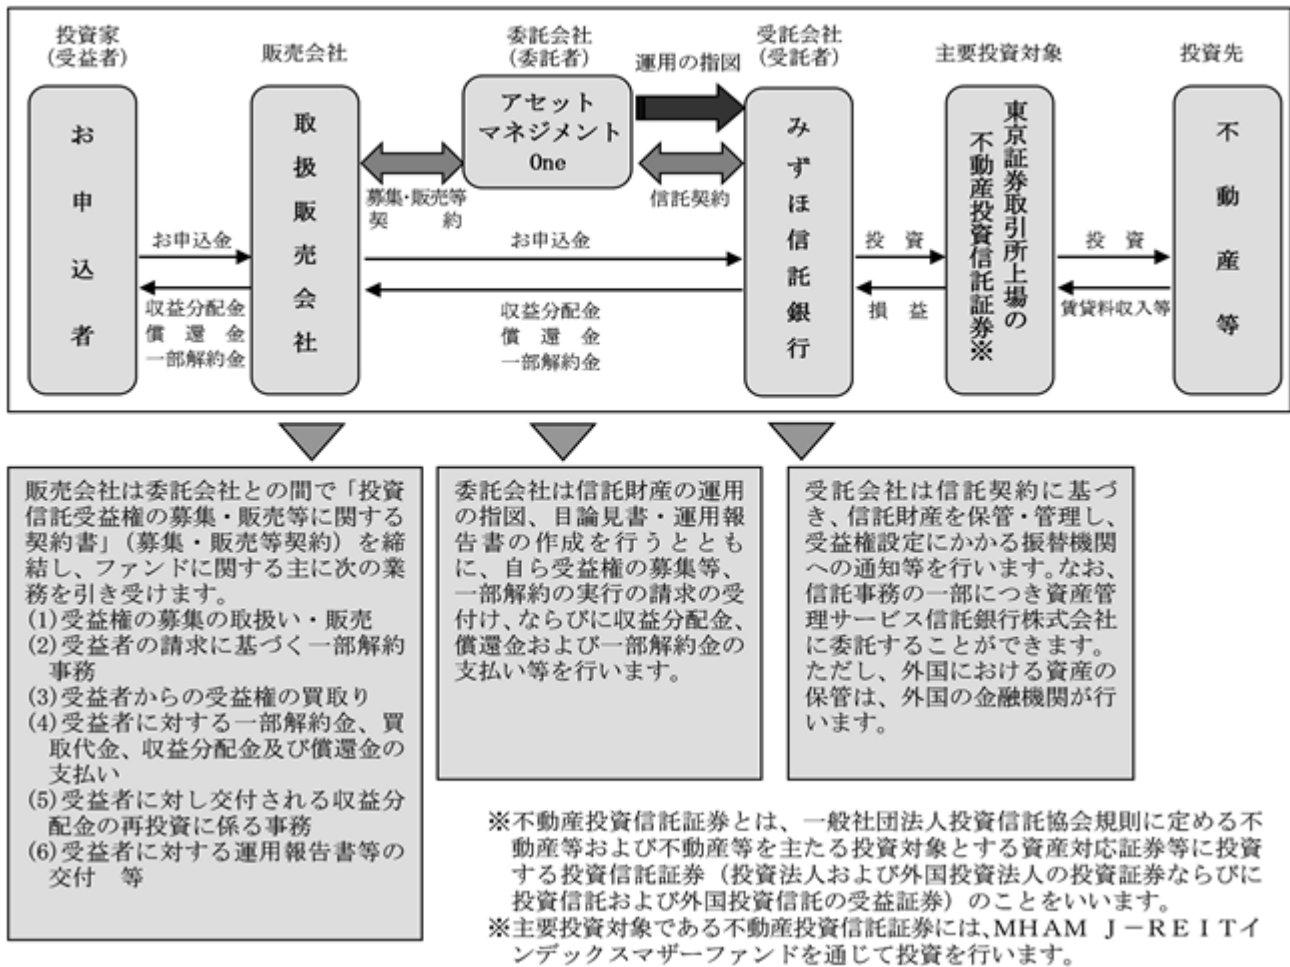 投資家
(受益者)
販売会社
委託会社
(委託者)
運用の指図
受託会社
(受託者)
主要投資対象
投資先
お申込者
取扱販売会社
アセット
マネジメント
One
みずほ信託銀行
東京証券取引所上場の
不動産投資信託証券※
不動産等
募集・販売等
契　約
信託契約
お申込金
収益分配金
償　還　金
一部解約金
お申込金
収益分配金
償　還　金
一部解約金
投　資
損　益
投　資
賃貸料収入等
販売会社は委託会社との間で「投資
信託受益権の募集・販売等に関する
契約書」（募集・販売等契約）を締
結し、ファンドに関する主に次の業
務を引き受けます。
(1)受益権の募集の取扱い・販売
(2)受益者の請求に基づく一部解約
事務
(3)受益者からの受益権の買取り
(4)受益者に対する一部解約金、買
取代金、収益分配金及び償還金の
支払い
(5)受益者に対し交付される収益分
配金の再投資に係る事務
(6)受益者に対する運用報告書等の
交付　等
委託会社は信託財産の運用
の指図、目論見書・運用報
告書の作成を行うととも
に、自ら受益権の募集等、
一部解約の実行の請求の受
付け、ならびに収益分配金、
償還金および一部解約金の
支払い等を行います。
受託会社は信託契約に基づ
き、信託財産を保管・管理し、
受益権設定にかかる振替機関
への通知等を行います。なお、
信託事務の一部につき資産管
理サービス信託銀行株式会社
に委託することができます。
ただし、外国における資産の
保管は、外国の金融機関が行
います。
※不動産投資信託証券とは、一般社団法人投資信託協会規則に定める不
動産等および不動産等を主たる投資対象とする資産対応証券等に投資
する投資信託証券（投資法人および外国投資法人の投資証券ならびに
投資信託および外国投資信託の受益証券）のことをいいます。
※主要投資対象である不動産投資信託証券には、ＭＨＡＭ　Ｊ－ＲＥＩＴイ
ンデックスマザーファンドを通じて投資を行います。